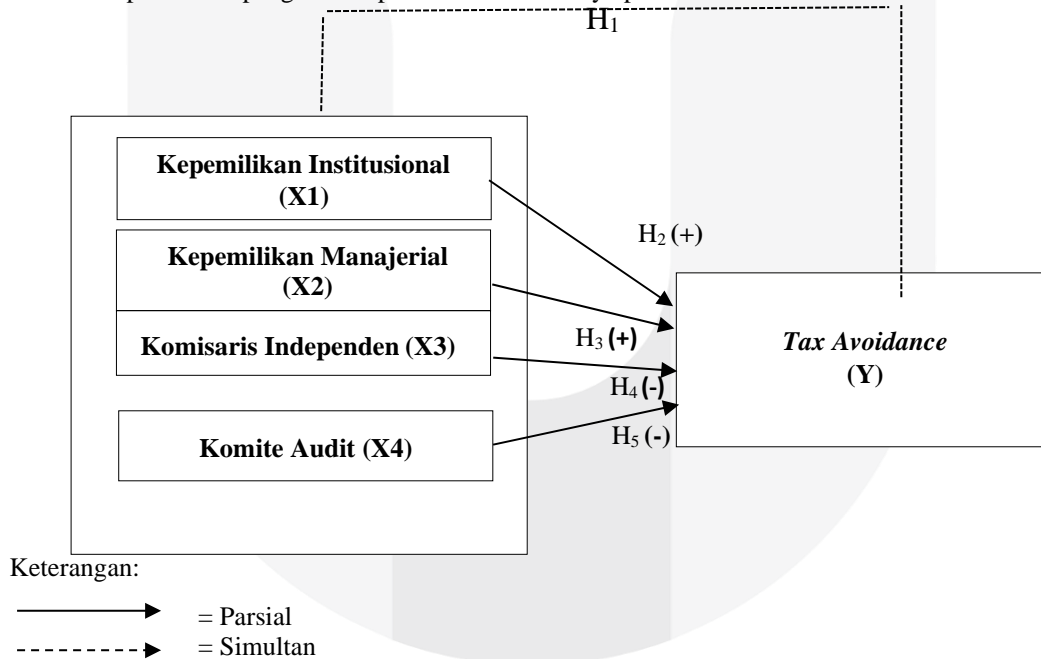 H₁
Kepemilikan Institusional
(X1)
H₂ (+)
Kepemilikan Manajerial
(X2)
H₃ (+)
Komisaris Independen (X3)
Tax Avoidance
(Y)
H₄ (-)
H₅ (-)
Komite Audit (X4)
Keterangan:
= Parsial
= Simultan